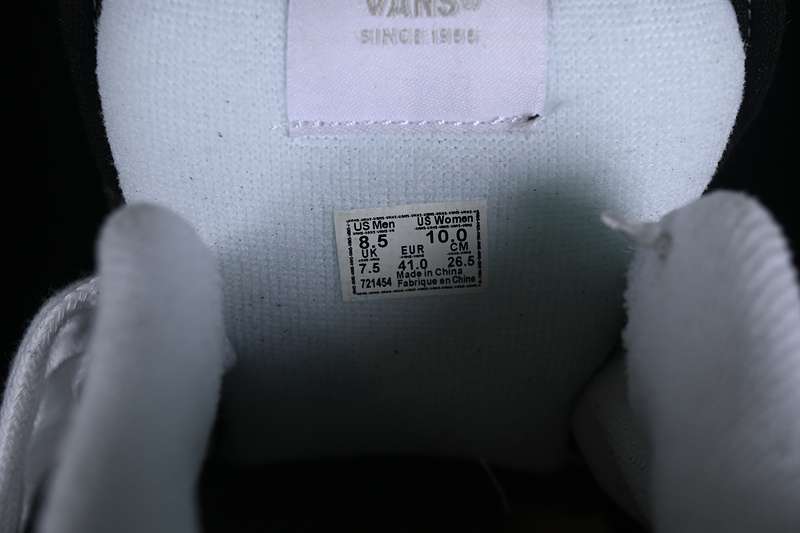 VANS®
SINCE 1966
US Men US Women
8.5 10.0
UK EUR CM
7.5 41.0 26.5
Made in China
721454 Fabrique en Chine